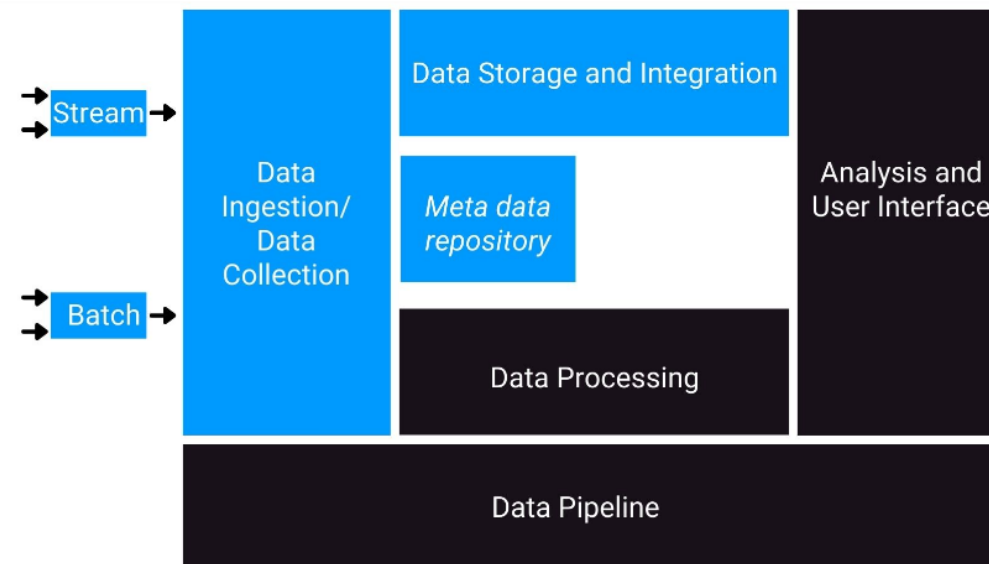 Stream
Batch
Data
Ingestion/
Data
Collection
Data Storage and Integration
Meta data
repository
Data Processing
Analysis and
User Interface
Data Pipeline